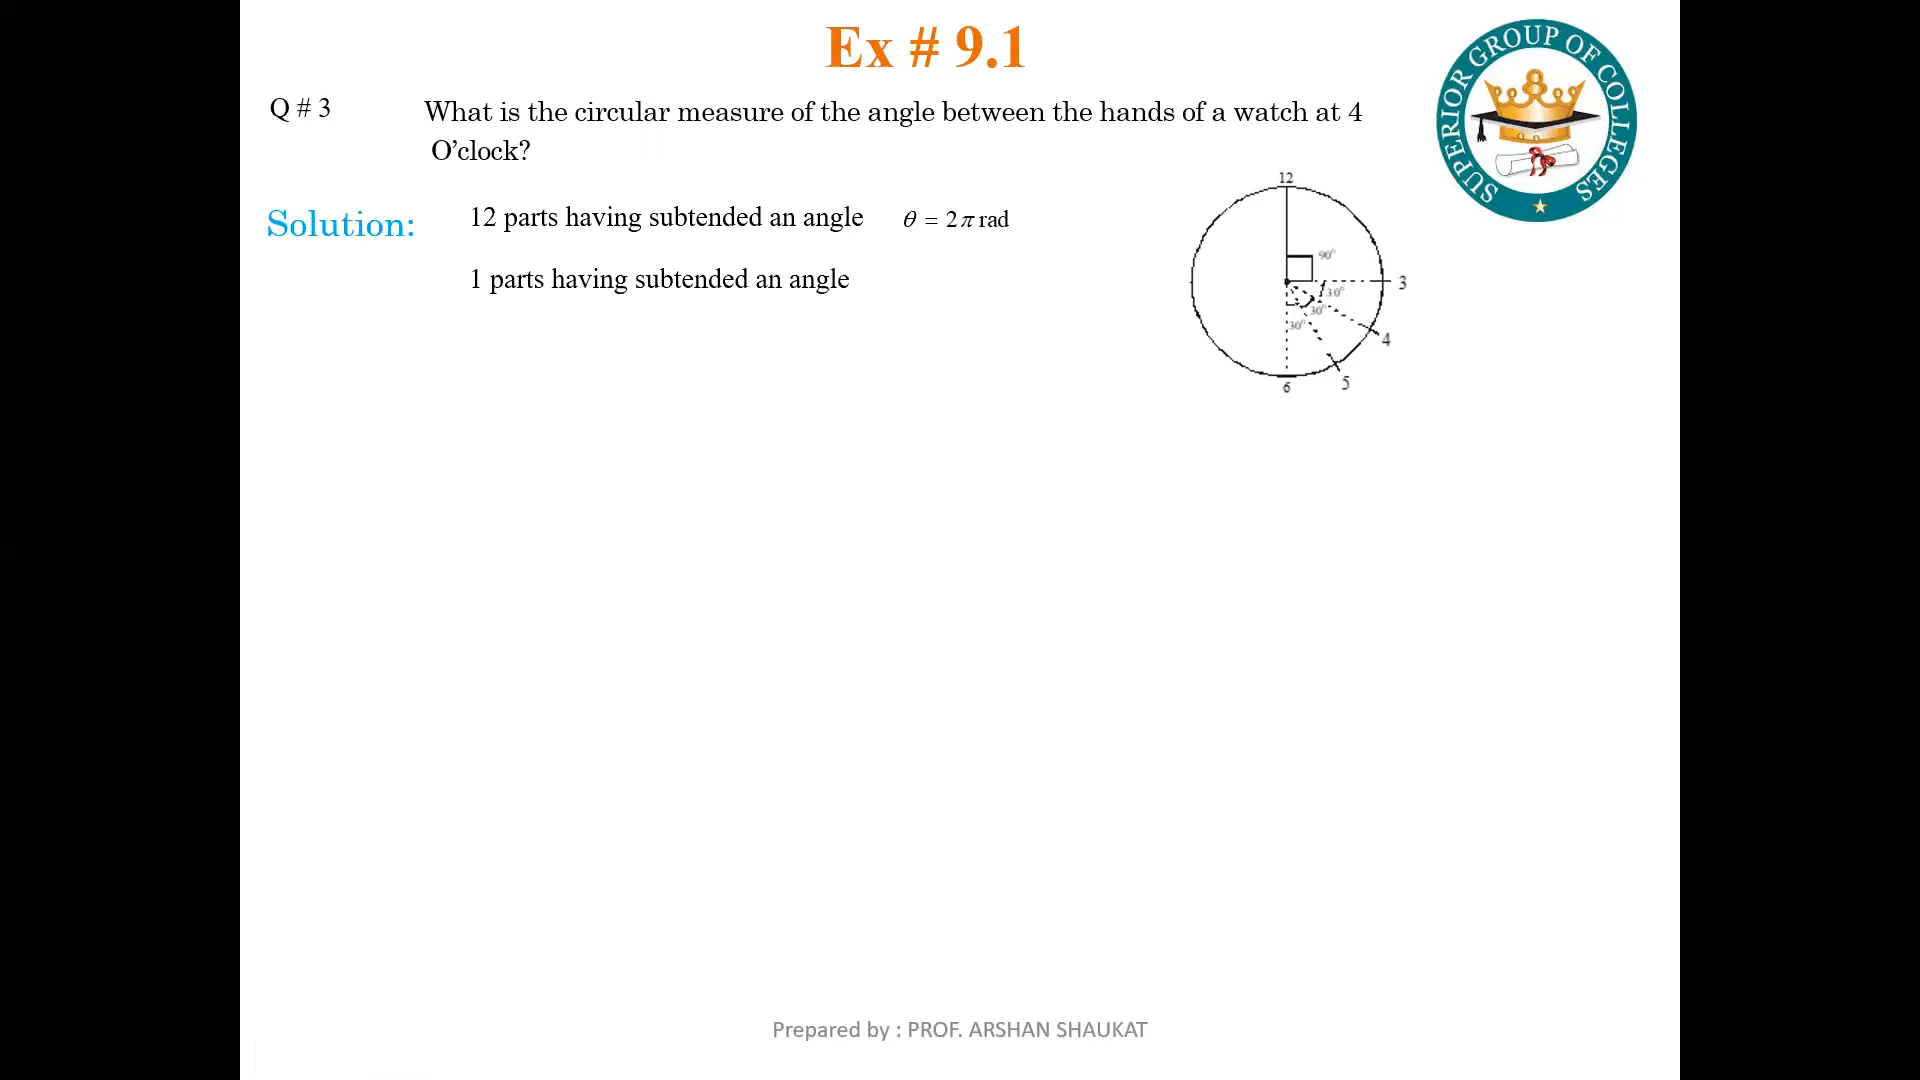 Ex # 9.1
Q # 3
What is the circular measure of the angle between the hands of a watch at 4
O’clock?
Solution:
12 parts having subtended an angle θ = 2π rad
1 parts having subtended an angle
12
90°
3
30°
30°
30°
4
5
6
SUPERIOR GROUP OF COLLEGES
Prepared by : PROF. ARSHAN SHAUKAT